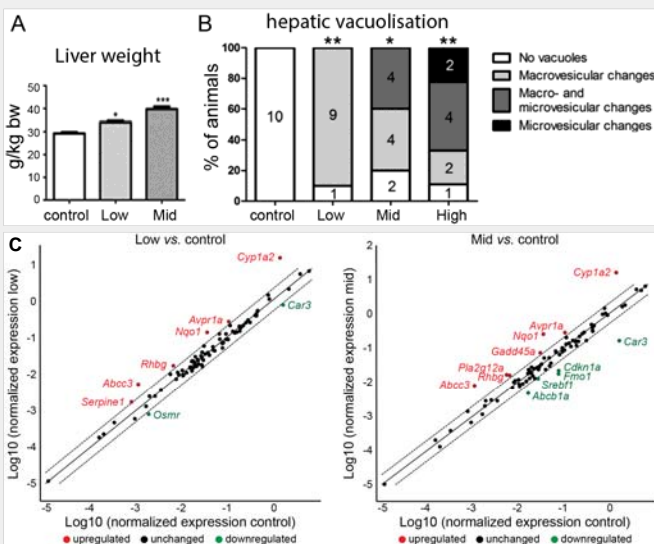 A
Liver weight
g/kg bw
50
40
30
20
10
0
*
***
control Low Mid
B
hepatic vacuolisation
% of animals
100
80
60
40
20
0
** * **
10
9
1
4
4
2
2
4
2
1
control Low Mid High
No vacuoles
Macrovesicular changes
Macro- and
microvesicular changes
Microvesicular changes
C
Low vs. control
Log10 (normalized expression low)
1
0
-1
-2
-3
-4
-5
Cyp1a2
Car3
Avpr1a
Nqo1
Rhbg
Abcc3
Serpine1
Osmr
-5 -4 -3 -2 -1 0 1
Log10 (normalized expression control)
upregulated unchanged downregulated
Mid vs. control
Log10 (normalized expression mid)
2
1
0
-1
-2
-3
-4
-5
Cyp1a2
Avpr1a
Nqo1
Car3
Gadd45a
Pla2g12a
Rhbg
Cdkn1a
Fmo1
Abcc3
Srebf1
Abcb1a
-5 -4 -3 -2 -1 0 1
Log10 (normalized expression control)
upregulated unchanged downregulated